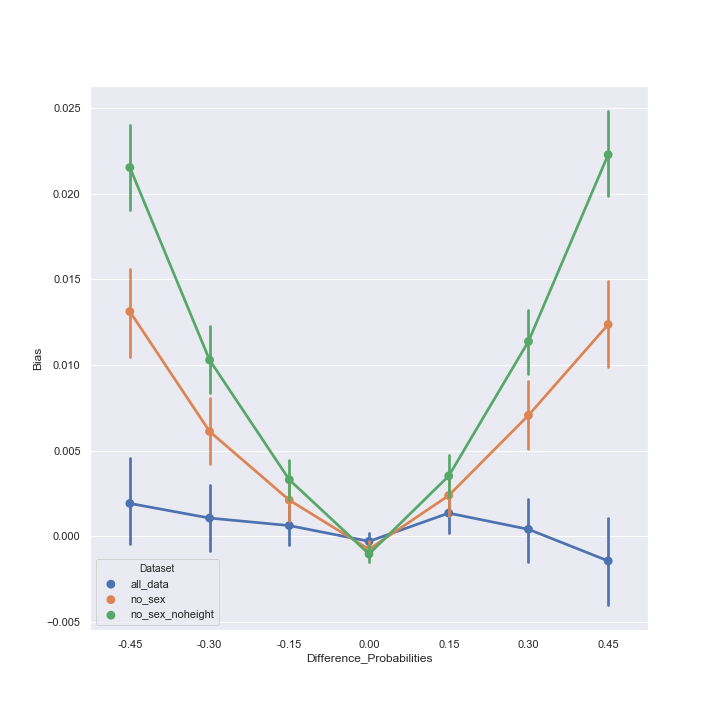 0.025
0.020
0.015
0.010
0.005
0.000
−0.005
Bias
Dataset
all_data
no_sex
no_sex_noheight
-0.45 -0.30 -0.15 0.00 0.15 0.30 0.45
Difference_Probabilities